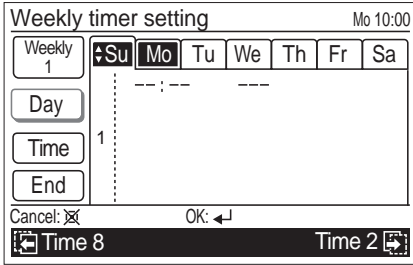 Weekly timer setting Mo 10:00
Weekly 1 Su Mo Tu We Th Fr Sa
--:-- ---
Day
Time 1
End
Cancel: OK:
Time 8 Time 2